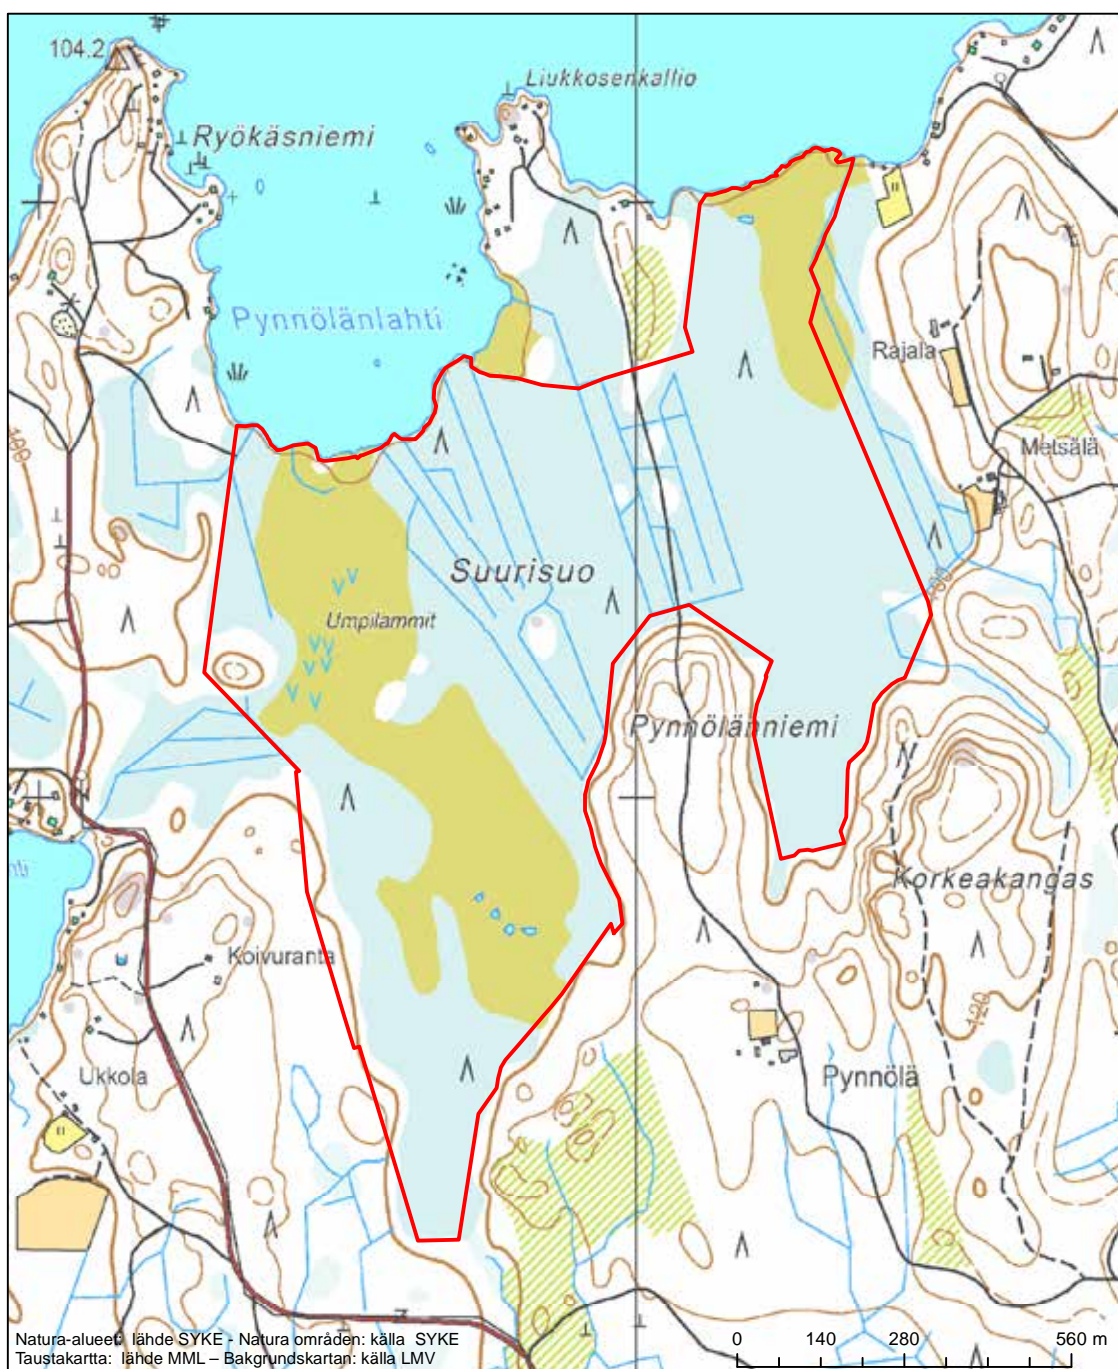 104.2
Liukkosenkallio
Ryökäsniemi
Pynnölänlahti
Rajala
Metsälä
100
Suurisuo
Umpilammit
100
Pynnölänniemi
Korkeakangas
Koivuranta
120
Ukkola
Pynnölä
Natura-alueet: lähde SYKE - Natura områden: källa SYKE
Taustakartta: lähde MML – Bakgrundskartan: källa LMV
0 140 280 560 m